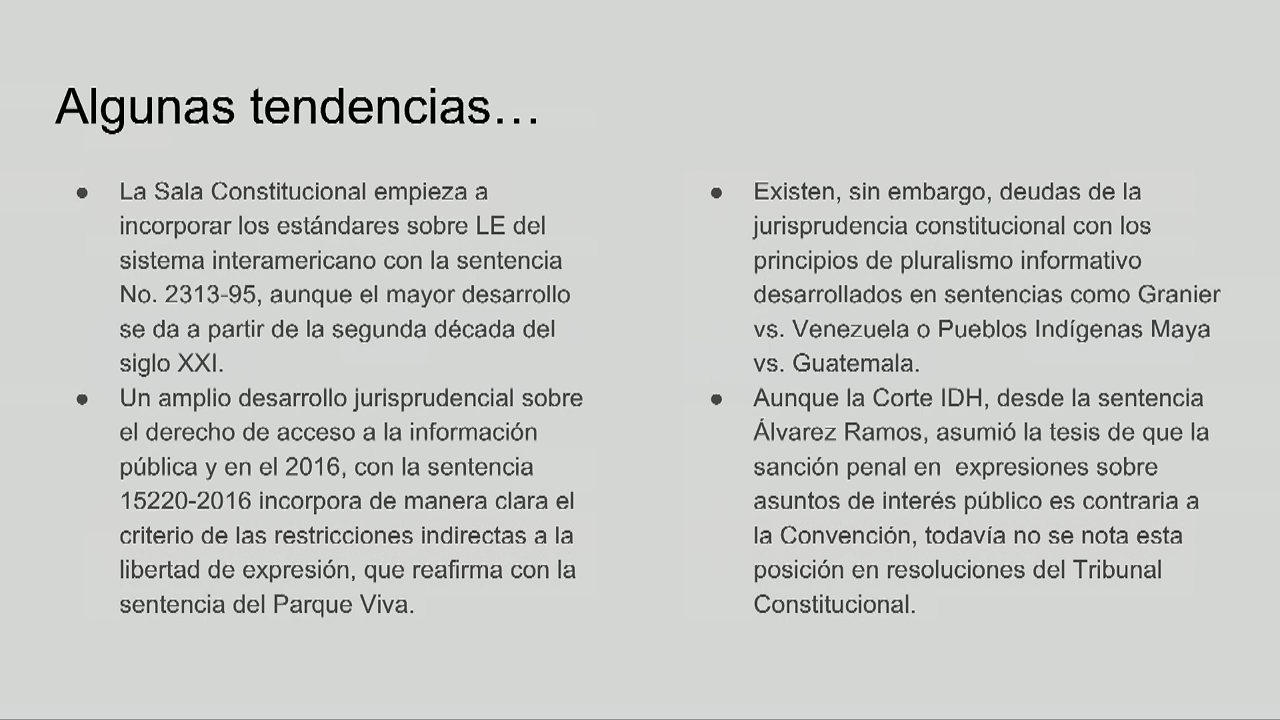 Algunas tendencias…
● La Sala Constitucional empieza a
incorporar los estándares sobre LE del
sistema interamericano con la sentencia
No. 2313-95, aunque el mayor desarrollo
se da a partir de la segunda década del
siglo XXI.
● Un amplio desarrollo jurisprudencial sobre
el derecho de acceso a la información
pública y en el 2016, con la sentencia
15220-2016 incorpora de manera clara el
criterio de las restricciones indirectas a la
libertad de expresión, que reafirma con la
sentencia del Parque Viva.
● Existen, sin embargo, deudas de la
jurisprudencia constitucional con los
principios de pluralismo informativo
desarrollados en sentencias como Granier
vs. Venezuela o Pueblos Indígenas Maya
vs. Guatemala.
● Aunque la Corte IDH, desde la sentencia
Álvarez Ramos, asumió la tesis de que la
sanción penal en  expresiones sobre
asuntos de interés público es contraria a
la Convención, todavía no se nota esta
posición en resoluciones del Tribunal
Constitucional.